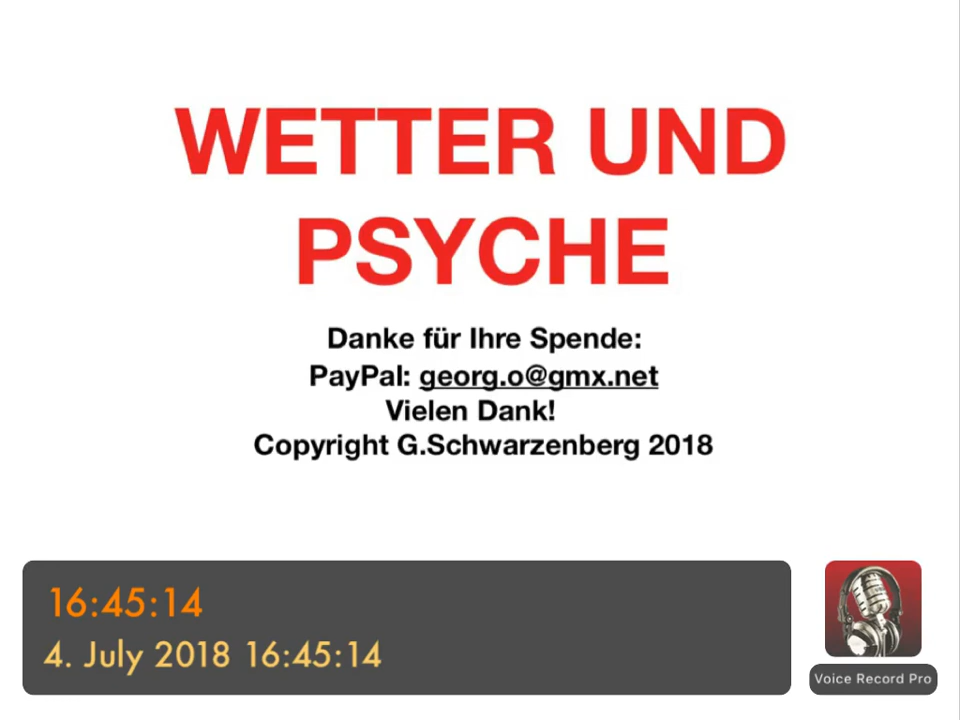 WETTER UND
PSYCHE
Danke für Ihre Spende:
PayPal: georg.o@gmx.net
Vielen Dank!
Copyright G.Schwarzenberg 2018
16:45:14
4. July 2018 16:45:14
Voice Record Pro